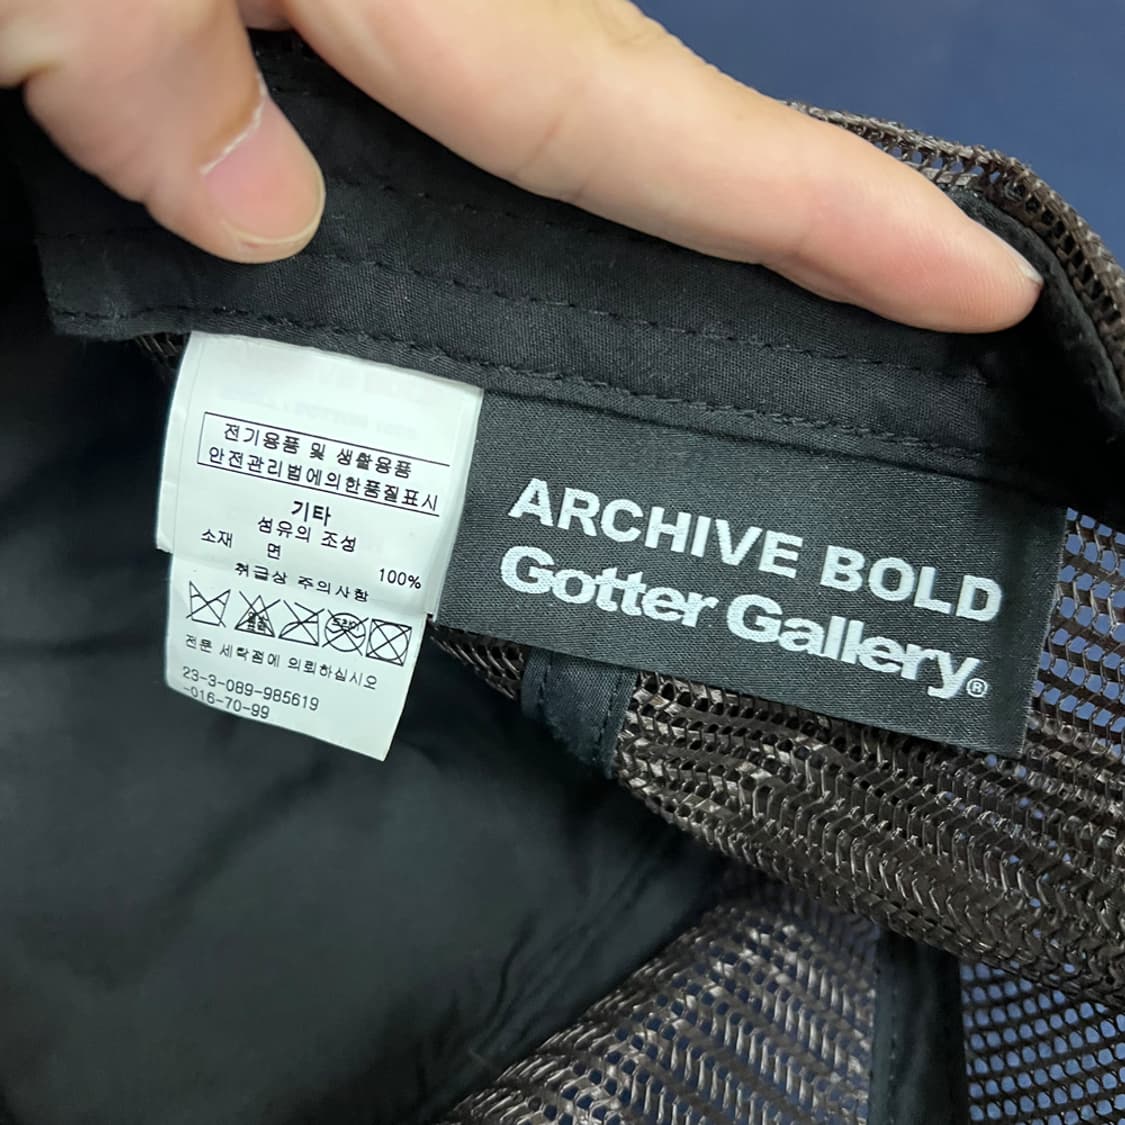 전기용품 및 생활용품
안전관리법에의한품질표시
기타
섬유의 조성
소재 면 100%
취급상 주의사항
전문 세탁점에 의뢰하십시오
23-3-089-985619
-016-70-99
ARCHIVE BOLD
Gotter Gallery®